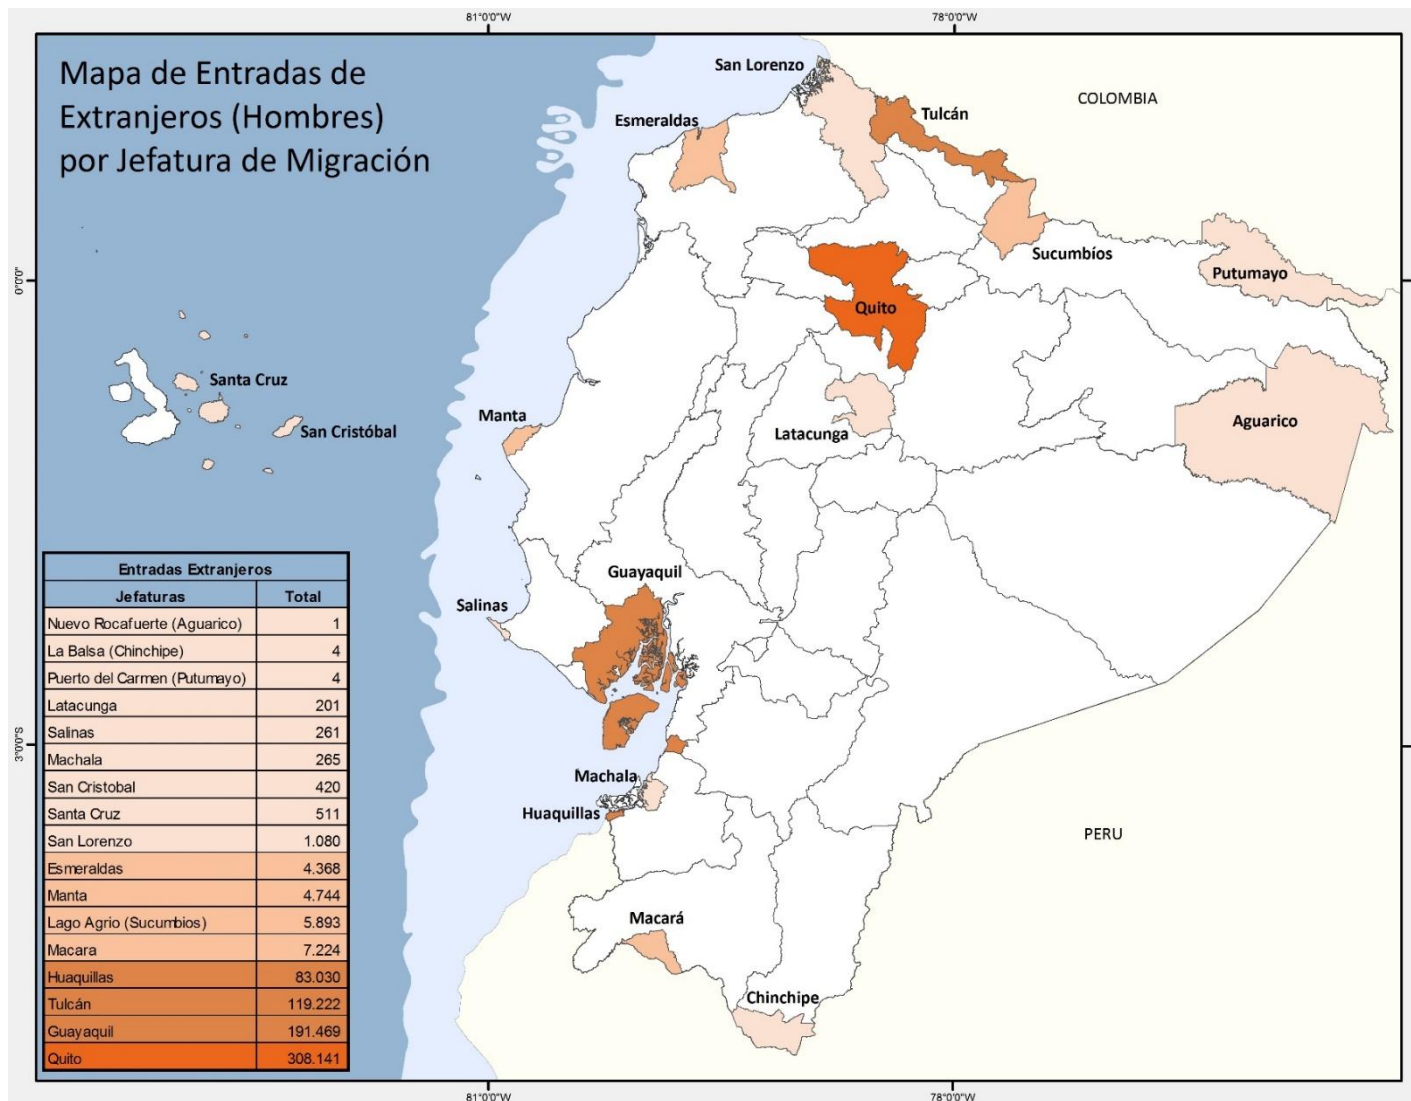 81°0'0"W
78°0'0"W
Mapa de Entradas de
Extranjeros (Hombres)
por Jefatura de Migración
San Lorenzo
COLOMBIA
Tulcán
Esmeraldas
Sucumbíos
Putumayo
0°0'0"
Quito
Santa Cruz
San Cristóbal
Manta
Latacunga
Aguarico
Guayaquil
Salinas
Machala
Huaquillas
3°0'0"S
PERU
Macará
Chinchipe
Entradas Extranjeros
Jefaturas Total
Nuevo Rocafuerte (Aguarico) 1
La Balsa (Chinchipe) 4
Puerto del Carmen (Putumayo) 4
Latacunga 201
Salinas 261
Machala 265
San Cristobal 420
Santa Cruz 511
San Lorenzo 1.080
Esmeraldas 4.368
Manta 4.744
Lago Agrio (Sucumbios) 5.893
Macara 7.224
Huaquillas 83.030
Tulcán 119.222
Guayaquil 191.469
Quito 308.141
81°0'0"W
78°0'0"W